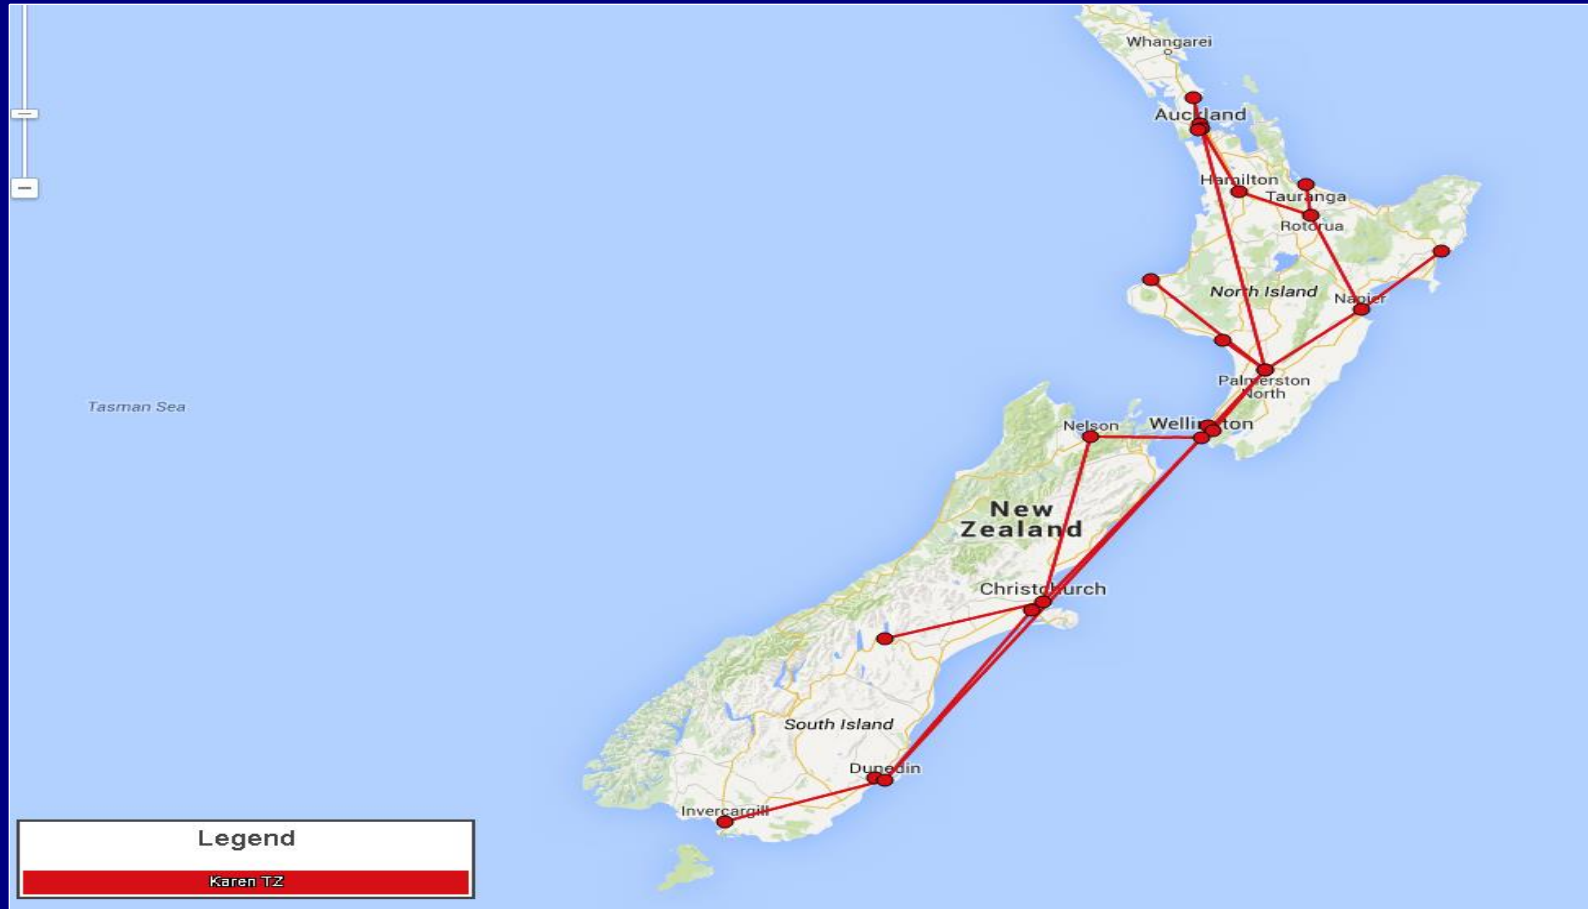 Whangarei
Auckland
Hamilton
Tauranga
Rotorua
North Island
Napier
Palmerston
North
Tasman Sea
Nelson
Wellington
New
Zealand
Christchurch
South Island
Dunedin
Invercargill
Legend
Karen TZ